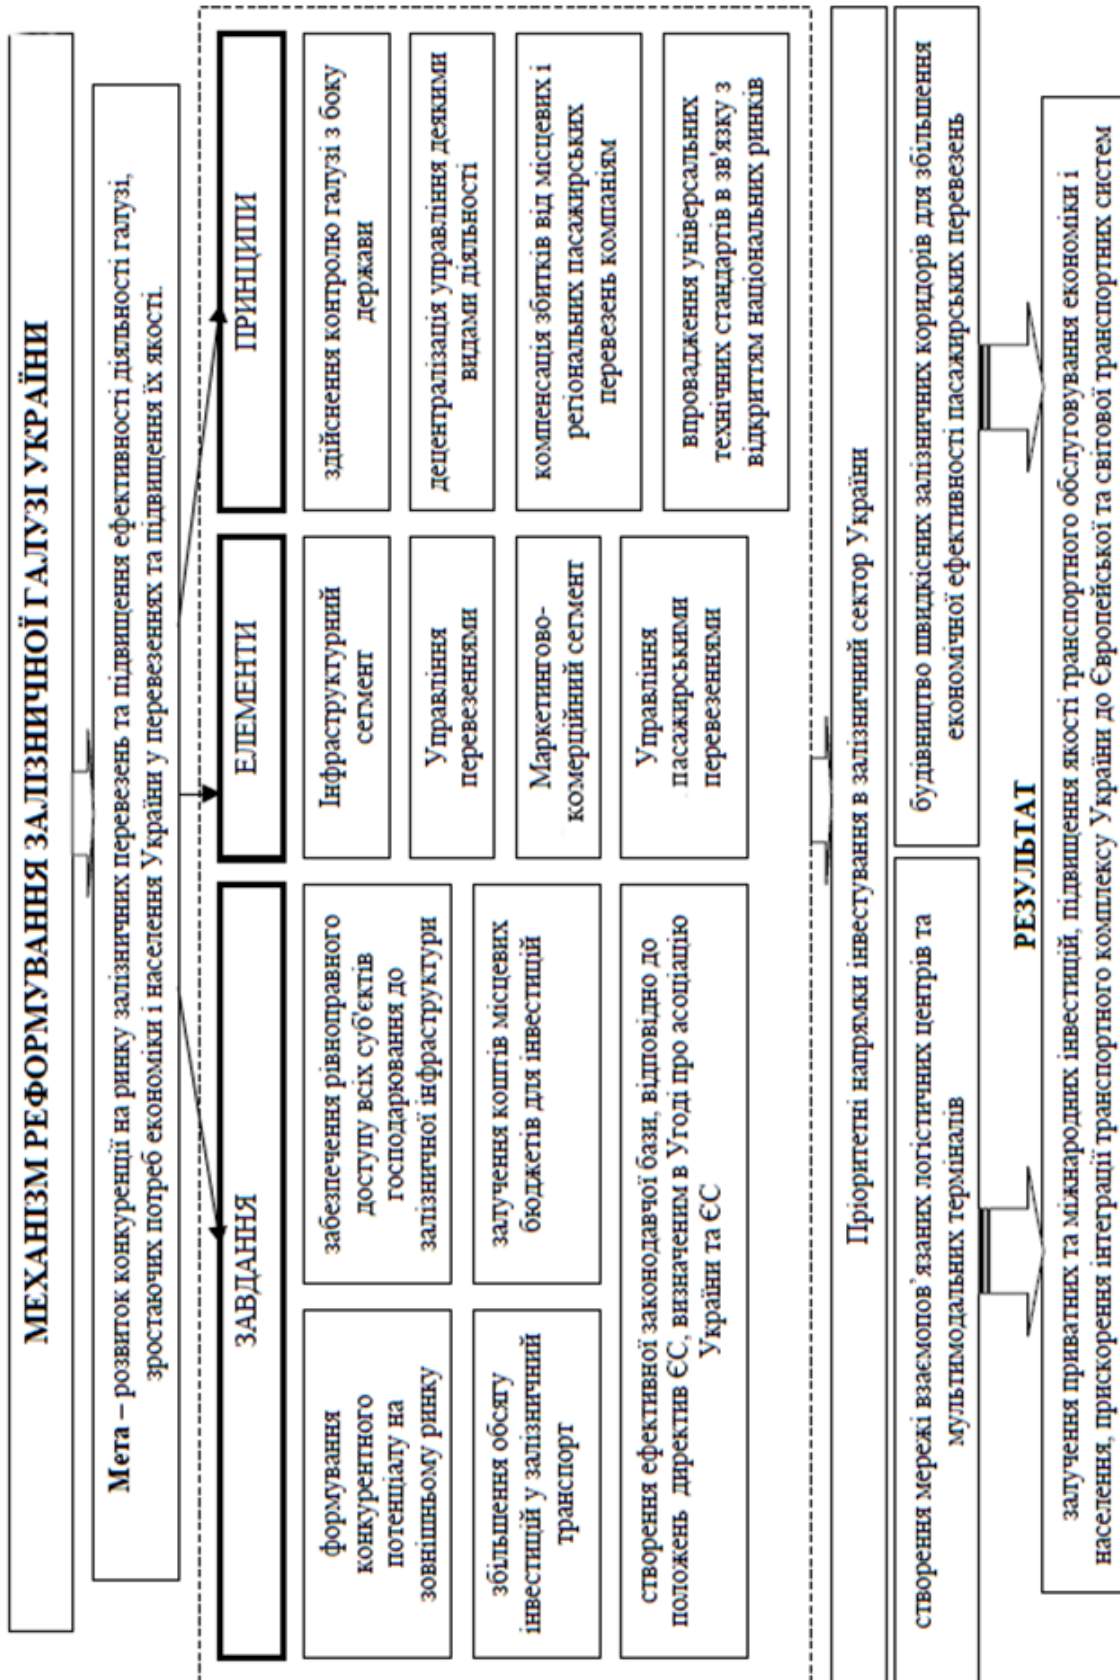 МЕХАНІЗМ РЕФОРМУВАННЯ ЗАЛІЗНИЧНОЇ ГАЛУЗІ УКРАЇНИ
Мета – розвиток конкуренції на ринку залізничних перевезень та підвищення ефективності діяльності галузі,
зростаючих потреб економіки і населення України у перевезеннях та підвищення їх якості.
ЗАВДАННЯ
формування
конкурентного
потенціалу на
зовнішньому ринку
забезпечення рівноправного
доступу всіх суб'єктів
господарювання до
залізничної інфраструктури
збільшення обсягу
інвестицій у залізничний
транспорт
залучення коштів місцевих
бюджетів для інвестицій
створення ефективної законодавчої бази, відповідно до
положень директив ЄС, визначеним в Угоді про асоціацію
України та ЄС
ЕЛЕМЕНТИ
Інфраструктурний
сегмент
Управління
перевезеннями
Маркетингово-
комерційний сегмент
Управління
пасажирськими
перевезеннями
ПРИНЦИПИ
здійснення контролю галузі з боку
держави
децентралізація управління деякими
видами діяльності
компенсація збитків від місцевих і
регіональних пасажирських
перевезень компаніям
впровадження універсальних
технічних стандартів в зв'язку з
відкриттям національних ринків
Пріоритетні напрямки інвестування в залізничний сектор України
створення мережі взаємопов`язаних логістичних центрів та
мультимодальних терміналів
будівництво швидкісних залізничних коридорів для збільшення
економічної ефективності пасажирських перевезень
РЕЗУЛЬТАТ
залучення приватних та міжнародних інвестицій, підвищення якості транспортного обслуговування економіки і
населення, прискорення інтеграції транспортного комплексу України до Європейської та світової транспортних систем